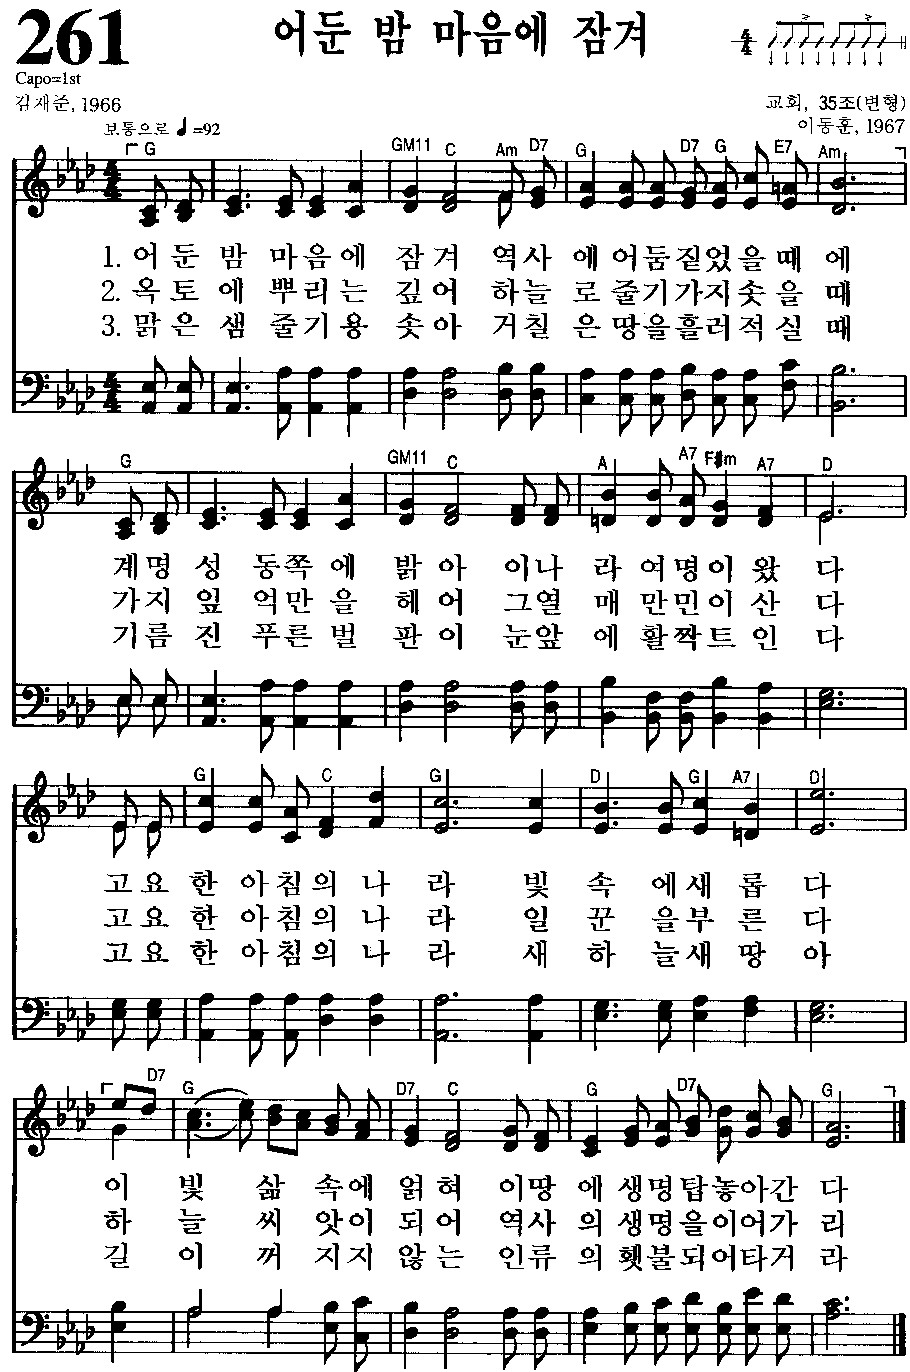 261
어둔 밤 마음에 잠겨
4/4
Capo=1st
김재준, 1966
교회, 35조(변형)
이동훈, 1967
보통으로 ♩=92
G GM11 C Am D7 G D7 G E7 Am
1. 어 둔 밤 마 음 에 잠 겨 역 사 에 어 둠 짙 었 을 때 에
2. 옥 토 에 뿌 리 는 깊 어 하 늘 로 줄 기 가 지 솟 을 때
3. 맑 은 샘 줄 기 용 솟 아 거 칠 은 땅 을 흘 러 적 실 때
G GM11 C A A7 F#m A7 D
계 명 성 동 쪽 에 밝 아 이 나 라 여 명 이 왔 다
가 지 잎 억 만 을 헤 어 그 열 매 만 민 이 산 다
기 름 진 푸 른 벌 판 이 눈 앞 에 활 짝 트 인 다
G C G D G A7 D
고 요 한 아 침 의 나 라 빛 속 에 새 롭 다
고 요 한 아 침 의 나 라 일 꾼 을 부 른 다
고 요 한 아 침 의 나 라 새 하 늘 새 땅 아
D7 G D7 C G D7 G
이 빛 삶 속 에 얽 혀 이 땅 에 생 명 탑 놓 아 간 다
하 늘 씨 앗 이 되 어 역 사 의 생 명 을 이 어 가 리
길 이 꺼 지 지 않 는 인 류 의 횃 불 되 어 타 거 라